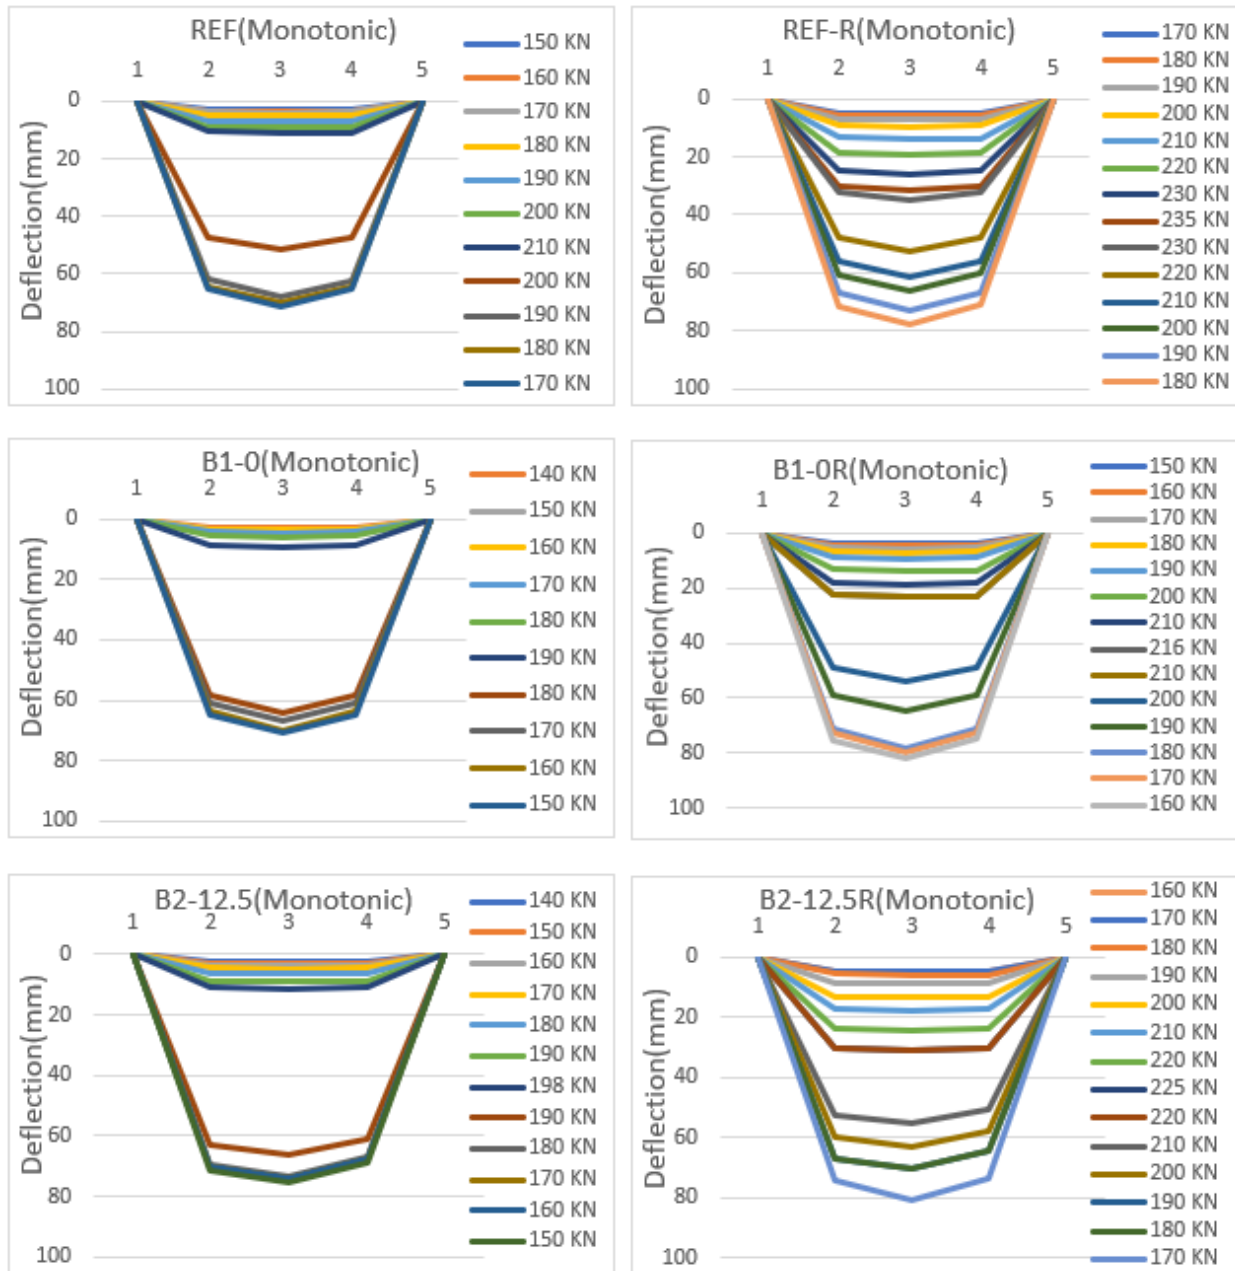 REF(Monotonic)
1 2 3 4 5
0
20
40
60
80
100
Deflection(mm)
150 KN
160 KN
170 KN
180 KN
190 KN
200 KN
210 KN
200 KN
190 KN
180 KN
170 KN
REF-R(Monotonic)
1 2 3 4 5
0
20
40
60
80
100
Deflection(mm)
170 KN
180 KN
190 KN
200 KN
210 KN
220 KN
230 KN
235 KN
230 KN
220 KN
210 KN
200 KN
190 KN
180 KN
B1-0(Monotonic)
1 2 3 4 5
0
20
40
60
80
100
Deflection(mm)
140 KN
150 KN
160 KN
170 KN
180 KN
190 KN
180 KN
170 KN
160 KN
150 KN
B1-0R(Monotonic)
1 2 3 4 5
0
20
40
60
80
100
Deflection(mm)
150 KN
160 KN
170 KN
180 KN
190 KN
200 KN
210 KN
216 KN
210 KN
200 KN
190 KN
180 KN
170 KN
160 KN
B2-12.5(Monotonic)
1 2 3 4 5
0
20
40
60
80
100
Deflection(mm)
140 KN
150 KN
160 KN
170 KN
180 KN
190 KN
198 KN
190 KN
180 KN
170 KN
160 KN
150 KN
B2-12.5R(Monotonic)
1 2 3 4 5
0
20
40
60
80
100
Deflection(mm)
160 KN
170 KN
180 KN
190 KN
200 KN
210 KN
220 KN
225 KN
220 KN
210 KN
200 KN
190 KN
180 KN
170 KN